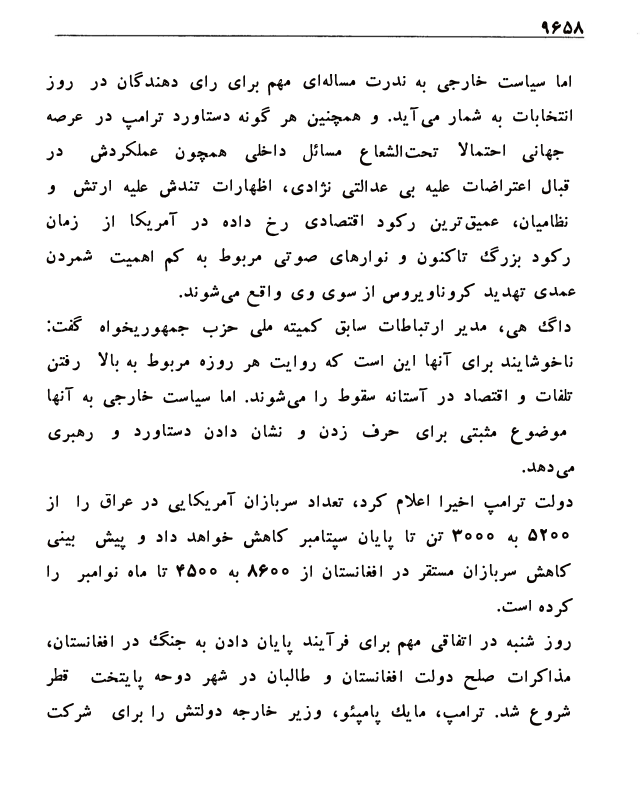 ۹۶۵۸
اما سیاست خارجی به ندرت مساله‌ای مهم برای رای دهندگان در روز
انتخابات به شمار می‌آید. و همچنین هر گونه دستاورد ترامپ در عرصه
جهانی احتمالا تحت‌الشعاع مسائل داخلی همچون عملکردش در
قبال اعتراضات علیه بی عدالتی نژادی، اظهارات تندش علیه ارتش و
نظامیان، عمیق‌ترین رکود اقتصادی رخ داده در آمریکا از زمان
رکود بزرگ تاکنون و نوارهای صوتی مربوط به کم اهمیت شمردن
عمدی تهدید کروناویروس از سوی وی واقع می‌شوند.
داگ هی، مدیر ارتباطات سابق کمیته ملی حزب جمهوریخواه گفت:
ناخوشایند برای آنها این است که روایت هر روزه مربوط به بالا رفتن
تلفات و اقتصاد در آستانه سقوط را می‌شوند. اما سیاست خارجی به آنها
موضوع مثبتی برای حرف زدن و نشان دادن دستاورد و رهبری
می‌دهد.
دولت ترامپ اخیرا اعلام کرد، تعداد سربازان آمریکایی در عراق را از
۵۲۰۰ به ۳۰۰۰ تن تا پایان سپتامبر کاهش خواهد داد و پیش بینی
کاهش سربازان مستقر در افغانستان از ۸۶۰۰ به ۴۵۰۰ تا ماه نوامبر را
کرده است.
روز شنبه در اتفاقی مهم برای فرآیند پایان دادن به جنگ در افغانستان،
مذاکرات صلح دولت افغانستان و طالبان در شهر دوحه پایتخت قطر
شروع شد. ترامپ، مایك پامپئو، وزیر خارجه دولتش را برای شرکت